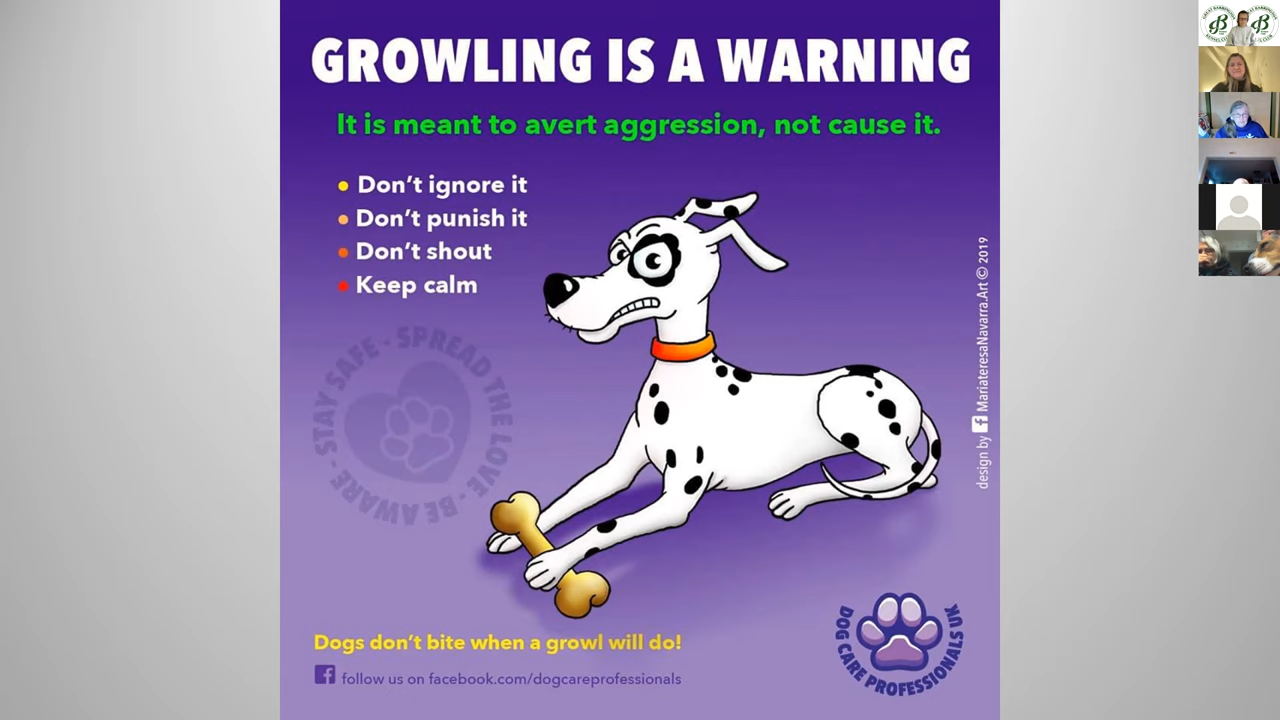 GROWLING IS A WARNING
It is meant to avert aggression, not cause it.
Don't ignore it
Don't punish it
Don't shout
Keep calm
STAY SAFE - SPREAD THE LOVE - BE AWARE -
design by MariateresaNavarra.Art © 2019
Dogs don't bite when a growl will do!
follow us on facebook.com/dogcareprofessionals
DOG CARE PROFESSIONALS UK